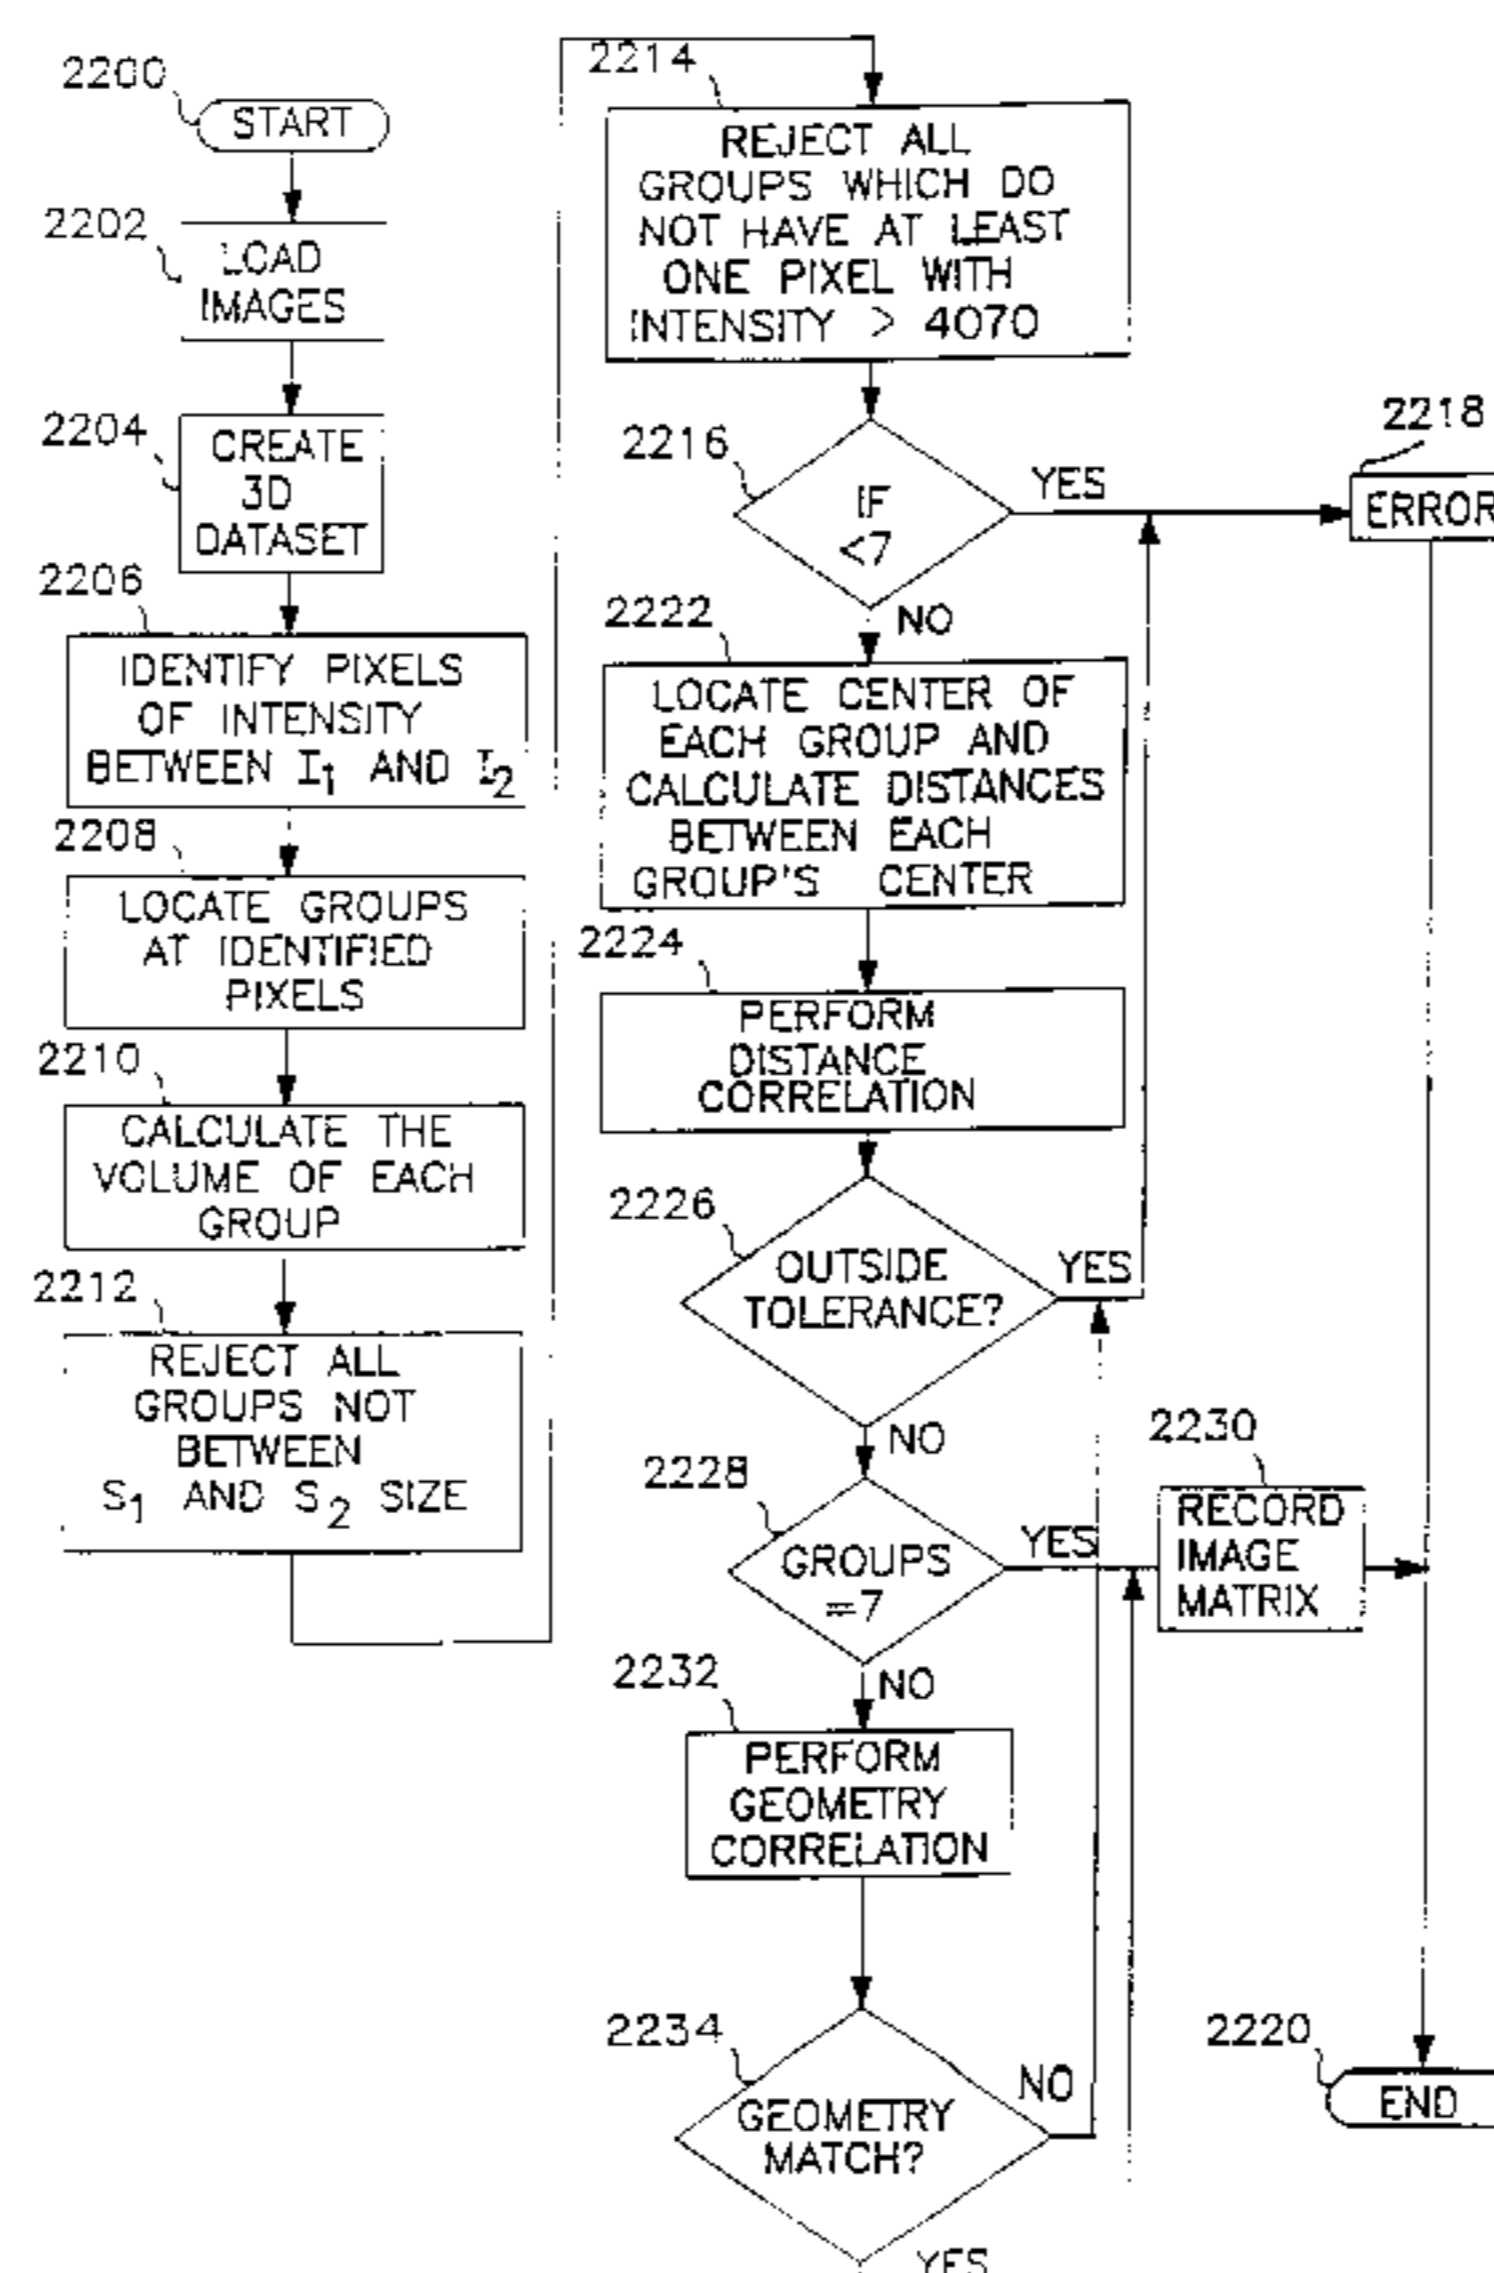 2200
START
2202
LOAD
IMAGES
2204
CREATE
3D
DATASET
2206
IDENTIFY PIXELS
OF INTENSITY
BETWEEN I1 AND I2
2208
LOCATE GROUPS
AT IDENTIFIED
PIXELS
2210
CALCULATE THE
VOLUME OF EACH
GROUP
2212
REJECT ALL
GROUPS NOT
BETWEEN
S1 AND S2 SIZE
2214
REJECT ALL
GROUPS WHICH DO
NOT HAVE AT LEAST
ONE PIXEL WITH
INTENSITY > 4070
2216
IF
<7
YES
NO
2218
ERROR
2222
LOCATE CENTER OF
EACH GROUP AND
CALCULATE DISTANCES
BETWEEN EACH
GROUP'S CENTER
2224
PERFORM
DISTANCE
CORRELATION
2226
OUTSIDE
TOLERANCE?
YES
NO
2228
GROUPS
=7
YES
NO
2230
RECORD
IMAGE
MATRIX
2232
PERFORM
GEOMETRY
CORRELATION
2234
GEOMETRY
MATCH?
NO
YES
2220
END